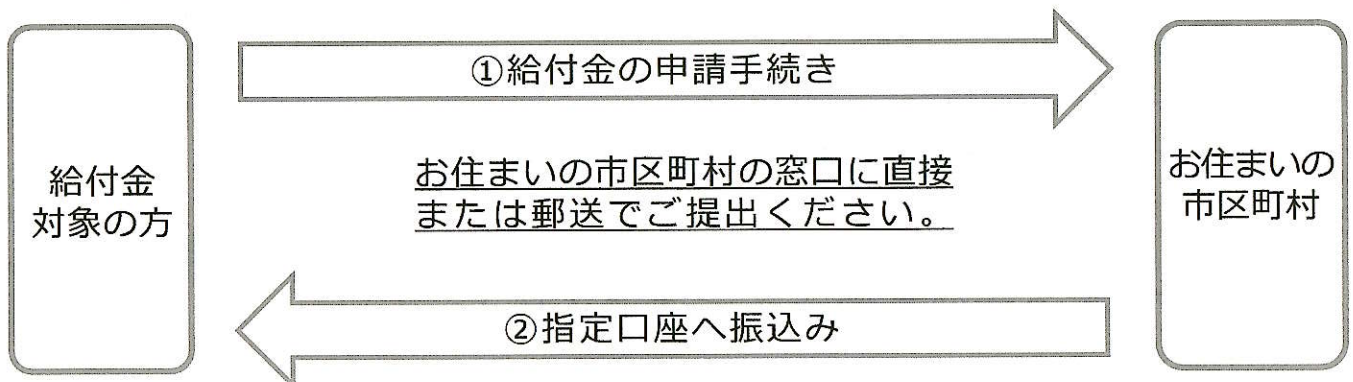 給付金
対象の方
①給付金の申請手続き
お住まいの市区町村の窓口に直接
または郵送でご提出ください。
②指定口座へ振込み
お住まいの
市区町村